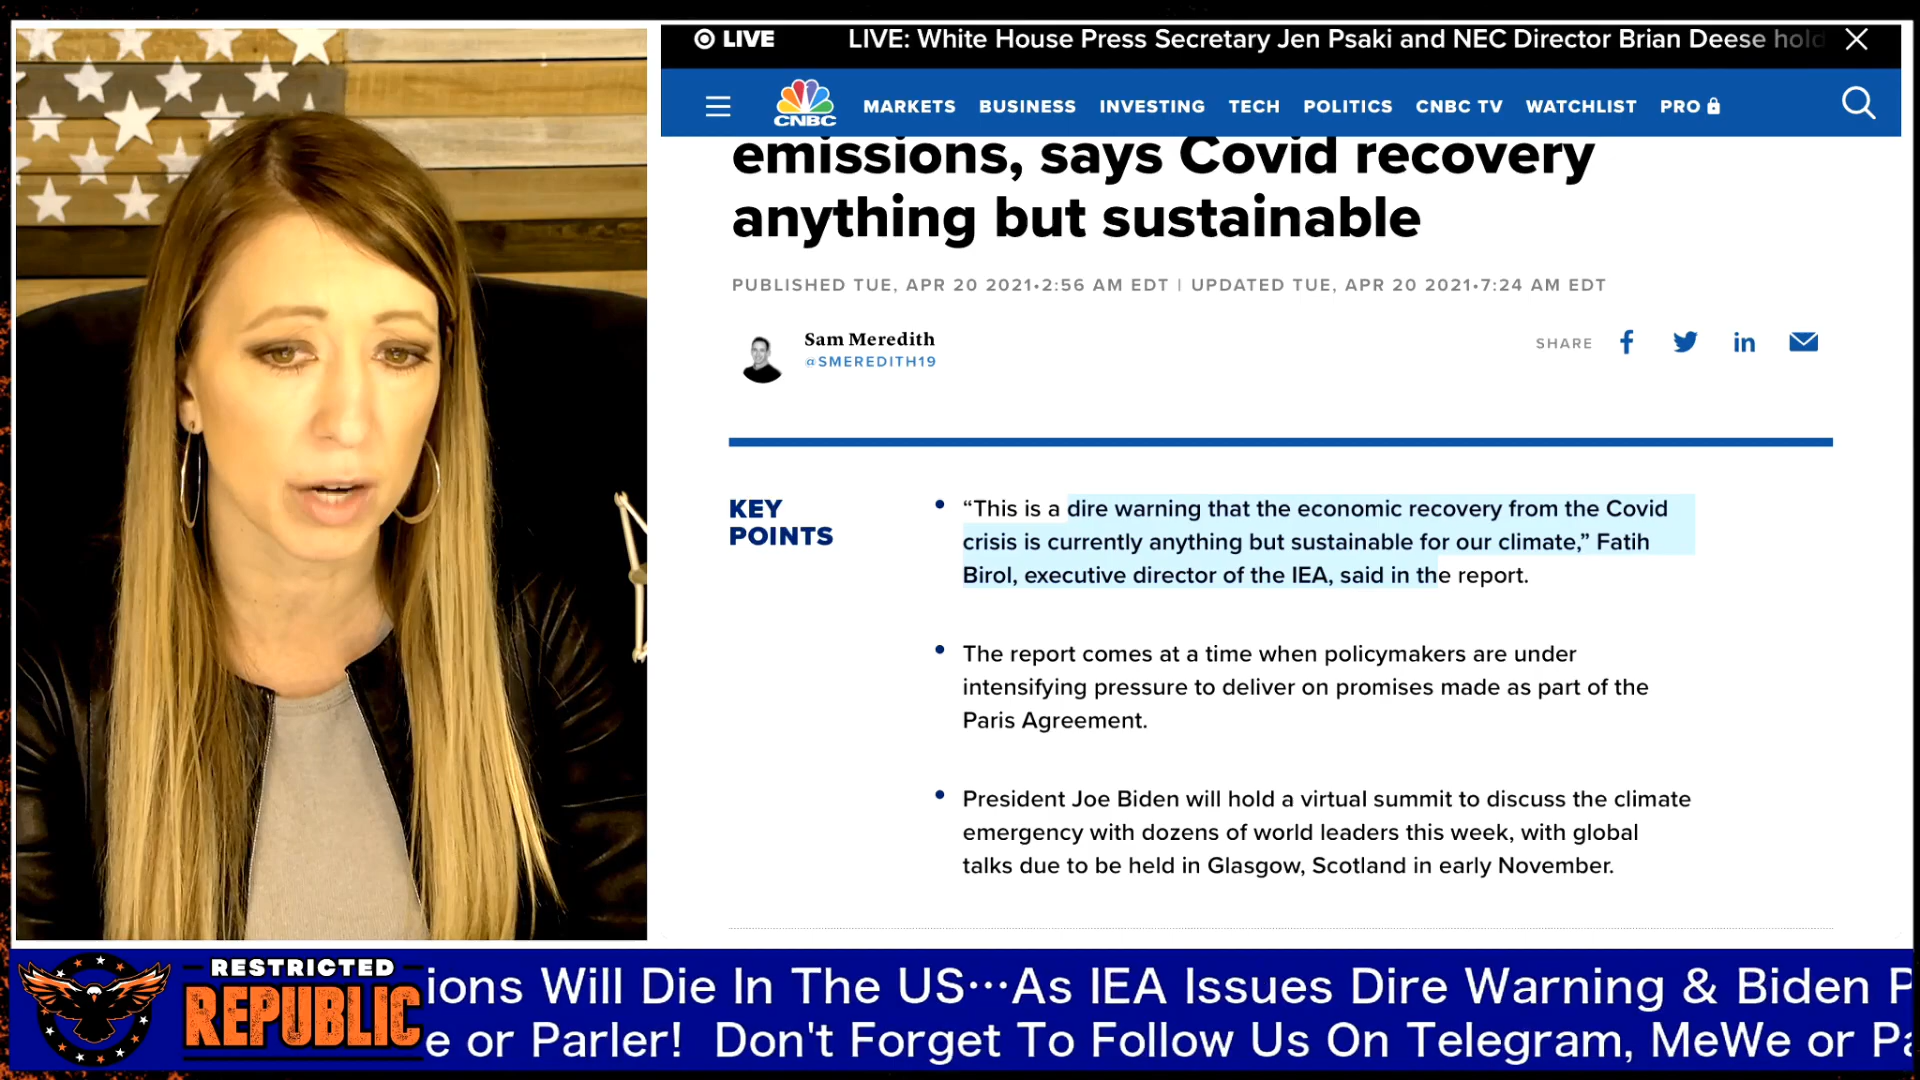 LIVE
LIVE: White House Press Secretary Jen Psaki and NEC Director Brian Deese hold
CNBC
MARKETS BUSINESS INVESTING TECH POLITICS CNBC TV WATCHLIST PRO
emissions, says Covid recovery
anything but sustainable
PUBLISHED TUE, APR 20 2021•2:56 AM EDT | UPDATED TUE, APR 20 2021•7:24 AM EDT
Sam Meredith
@SMEREDITH19
SHARE
KEY
POINTS
“This is a dire warning that the economic recovery from the Covid
crisis is currently anything but sustainable for our climate,” Fatih
Birol, executive director of the IEA, said in the report.
The report comes at a time when policymakers are under
intensifying pressure to deliver on promises made as part of the
Paris Agreement.
President Joe Biden will hold a virtual summit to discuss the climate
emergency with dozens of world leaders this week, with global
talks due to be held in Glasgow, Scotland in early November.
RESTRICTED
REPUBLIC
ions Will Die In The US···As IEA Issues Dire Warning & Biden P
e or Parler! Don't Forget To Follow Us On Telegram, MeWe or Pa